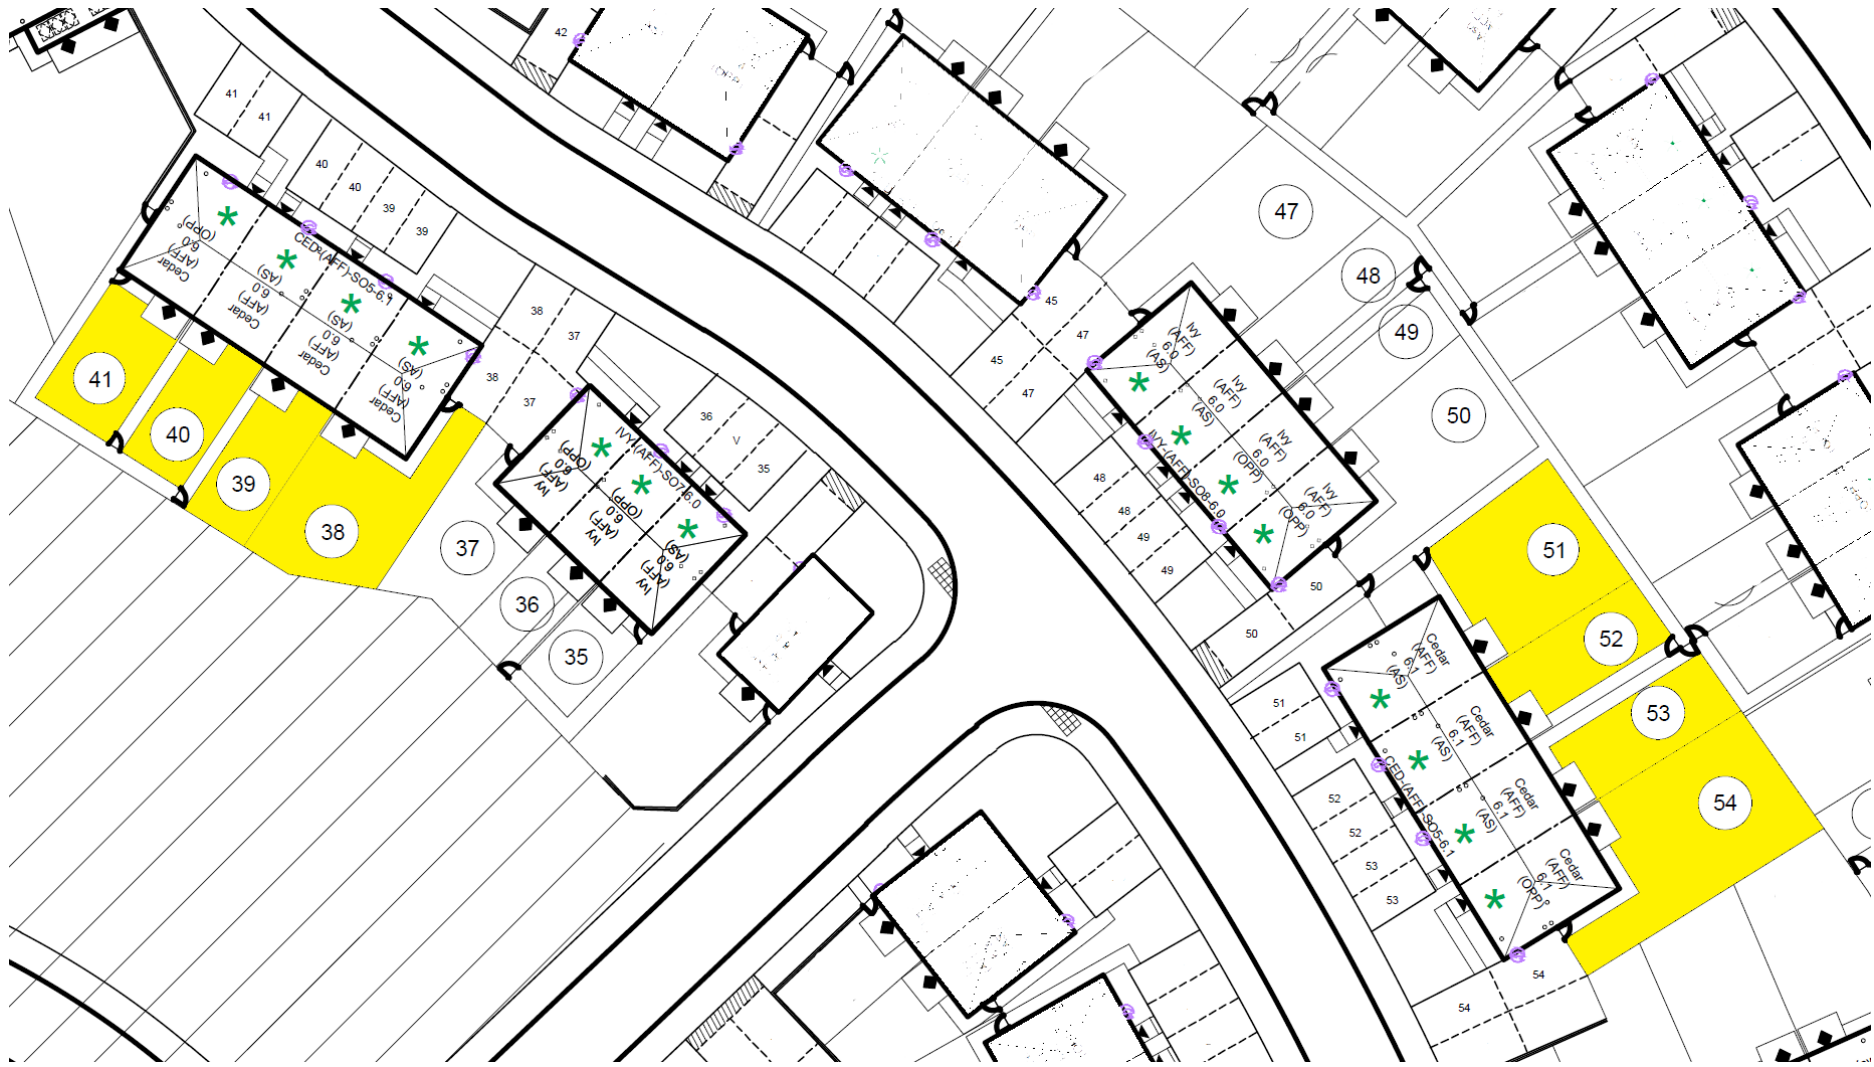 42
41
41
40
40
39
39
Cedar
(AFF)
6.0
(OPP)
Cedar
(AFF)
6.0
(AS)
Cedar
(AFF)
6.0
(AS)
Cedar
(AFF)
6.0
(AS)
CED-(AFF)-SO5-6.1
41
40
39
38
38
37
38
37
36
V
35
Ivy
(AFF)
6.0
(OPP)
Ivy
(AFF)
6.0
(OPP)
Ivy
(AFF)
6.0
(AS)
IVY-(AFF)-SO7-6.0
37
36
35
45
47
45
47
47
48
49
50
Ivy
(AFF)
6.0
(AS)
Ivy
(AFF)
6.0
(AS)
Ivy
(AFF)
6.0
(OPP)
Ivy
(AFF)
6.0
(OPP)
IVY-(AFF)-SO8-6.0
48
48
49
49
50
50
51
52
53
54
51
51
52
52
53
53
54
54
Cedar
(AFF)
6.1
(AS)
Cedar
(AFF)
6.1
(AS)
Cedar
(AFF)
6.1
(AS)
Cedar
(AFF)
6.1
(OPP)
CED-(AFF)-SO5-6.1